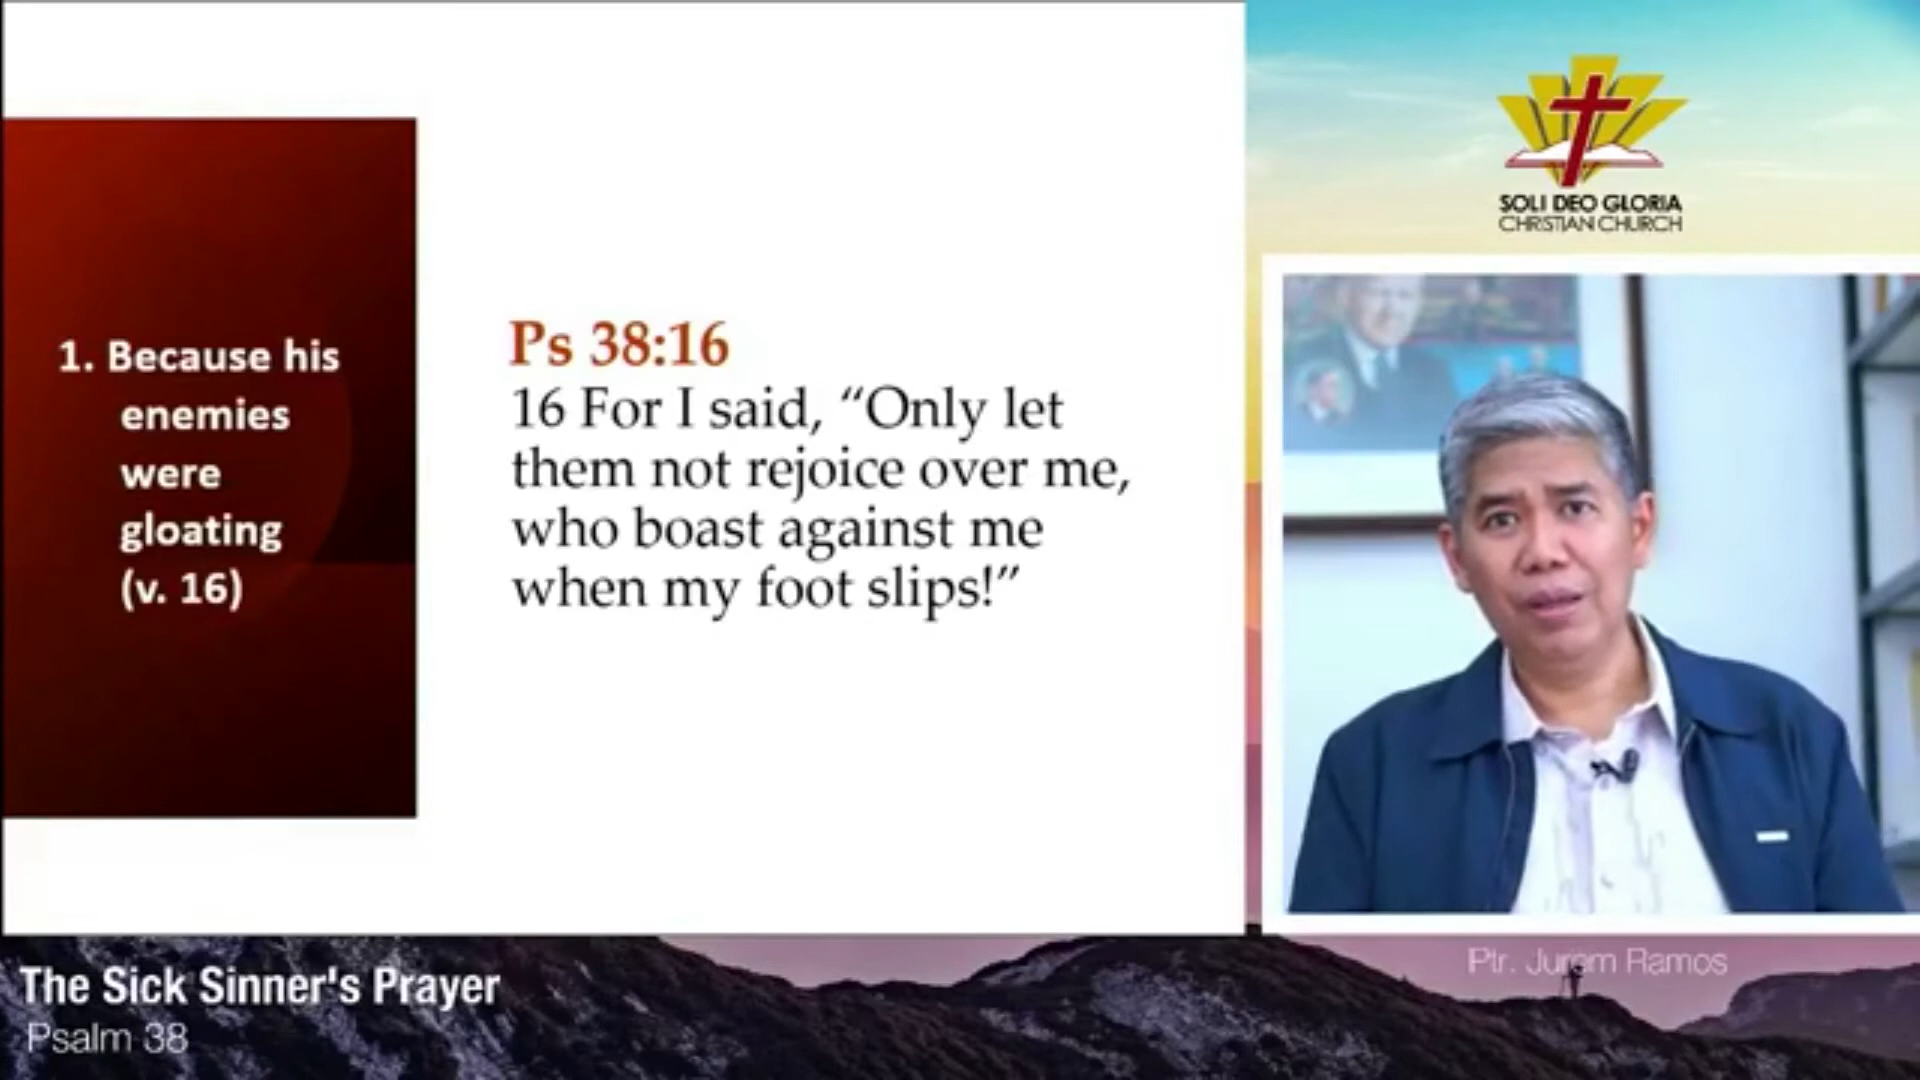 1. Because his
enemies
were
gloating
(v. 16)
Ps 38:16
16 For I said, “Only let
them not rejoice over me,
who boast against me
when my foot slips!”
SOLI DEO GLORIA
CHRISTIAN CHURCH
Ptr. Jurem Ramos
The Sick Sinner's Prayer
Psalm 38